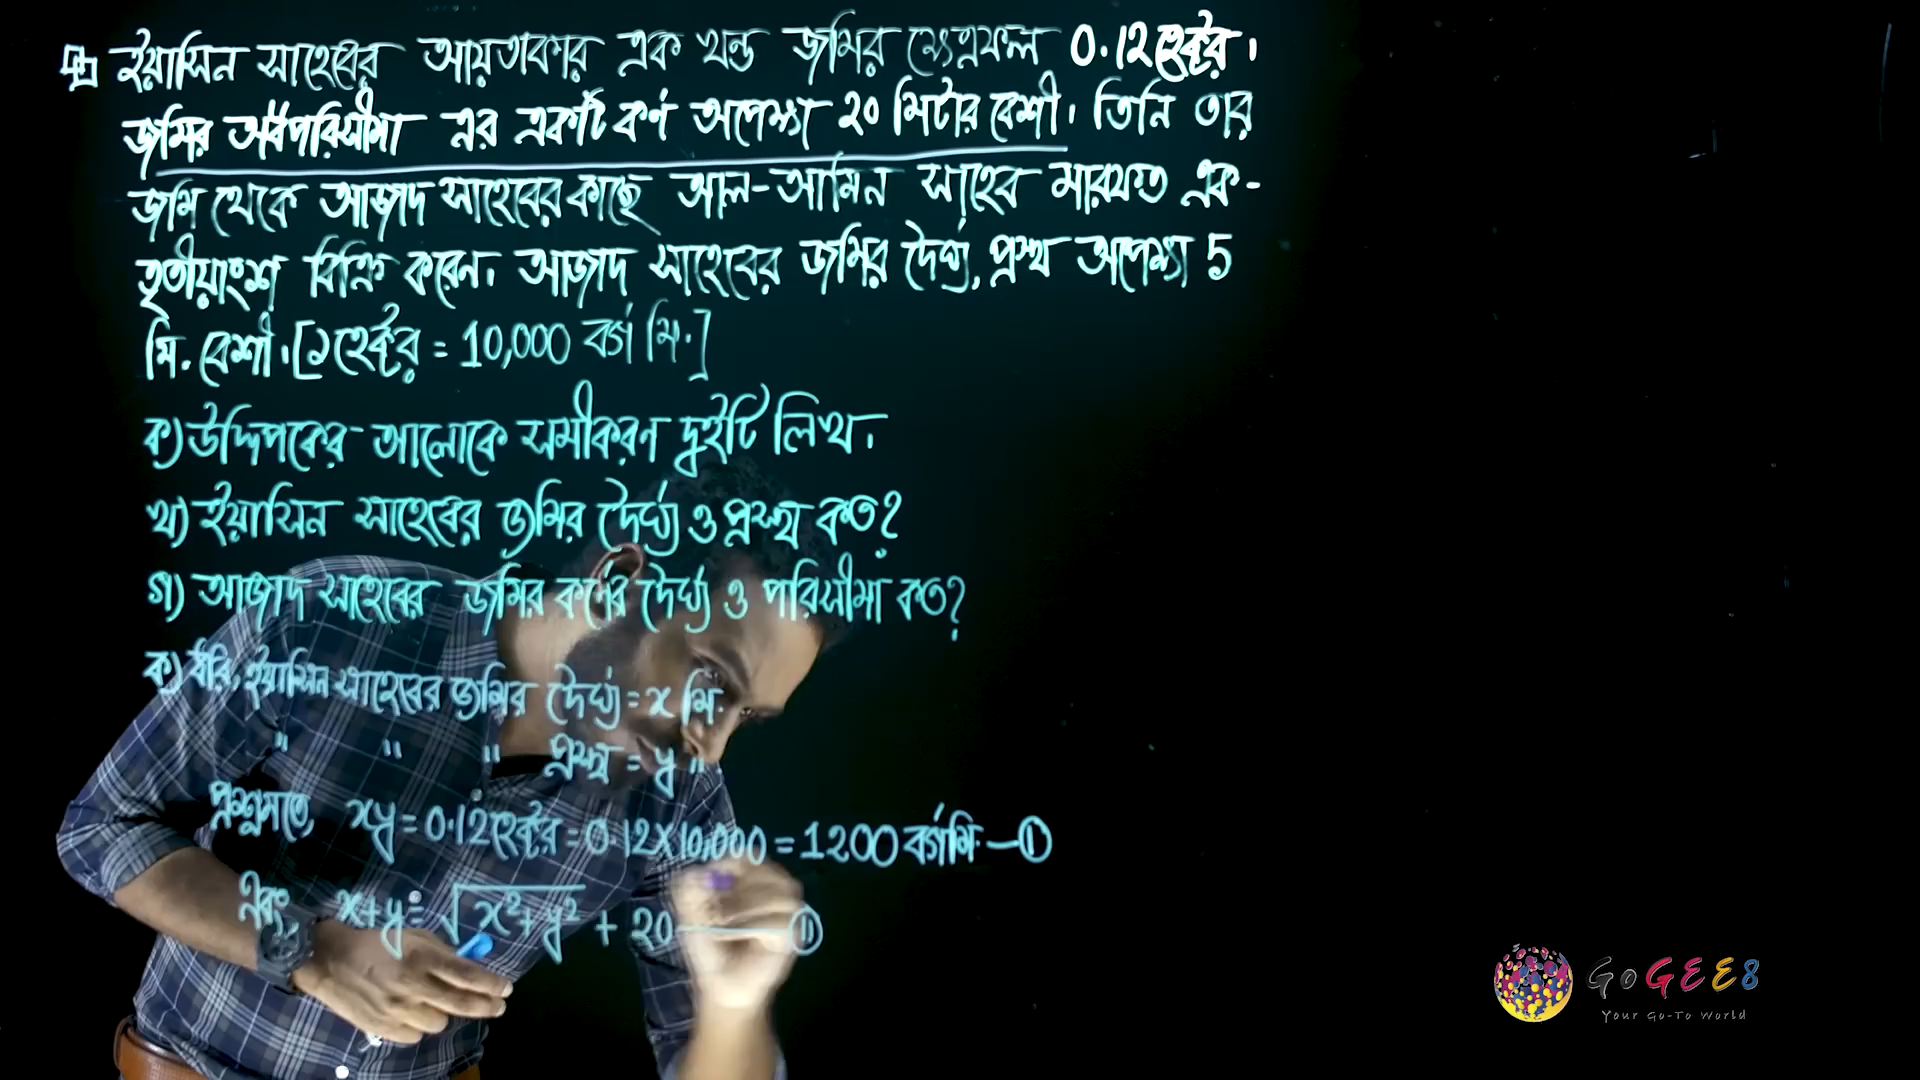 ইয়াসিন সাহেবের আয়তাকার এক খন্ড জমির ক্ষেত্রফল 0.12 হেক্টর।
জমির অর্ধপরিসীমা এর একটি কর্ণ অপেক্ষা 20 মিটার বেশী। তিনি তার
জমি থেকে আজাদ সাহেবের কাছে আল-আমিন সাহেব মারফত এক-
তৃতীয়াংশ বিক্রি করেন। আজাদ সাহেবের জমির দৈর্ঘ্য, প্রস্থ অপেক্ষা 5
মি. বেশী। [১ হেক্টর = 10,000 বর্গ মি.]
ক) উদ্দিপকের আলোকে সমীকরণ দুইটি লিখ।
খ) ইয়াসিন সাহেবের জমির দৈর্ঘ্য ও প্রস্থ কত?
গ) আজাদ সাহেবের জমির কর্ণের দৈর্ঘ্য ও পরিসীমা কত?
ক) ধরি, ইয়াসিন সাহেবের জমির দৈর্ঘ্য = x মি.
" " " প্রস্থ = y "
প্রশ্নমতে, xy = 0.12 হেক্টর = 0.12 X 10,000 = 1200 বর্গমি. — ①
এবং, x+y = √x²+y² + 20 — ⑪
GOGEE8
Your Go-To World